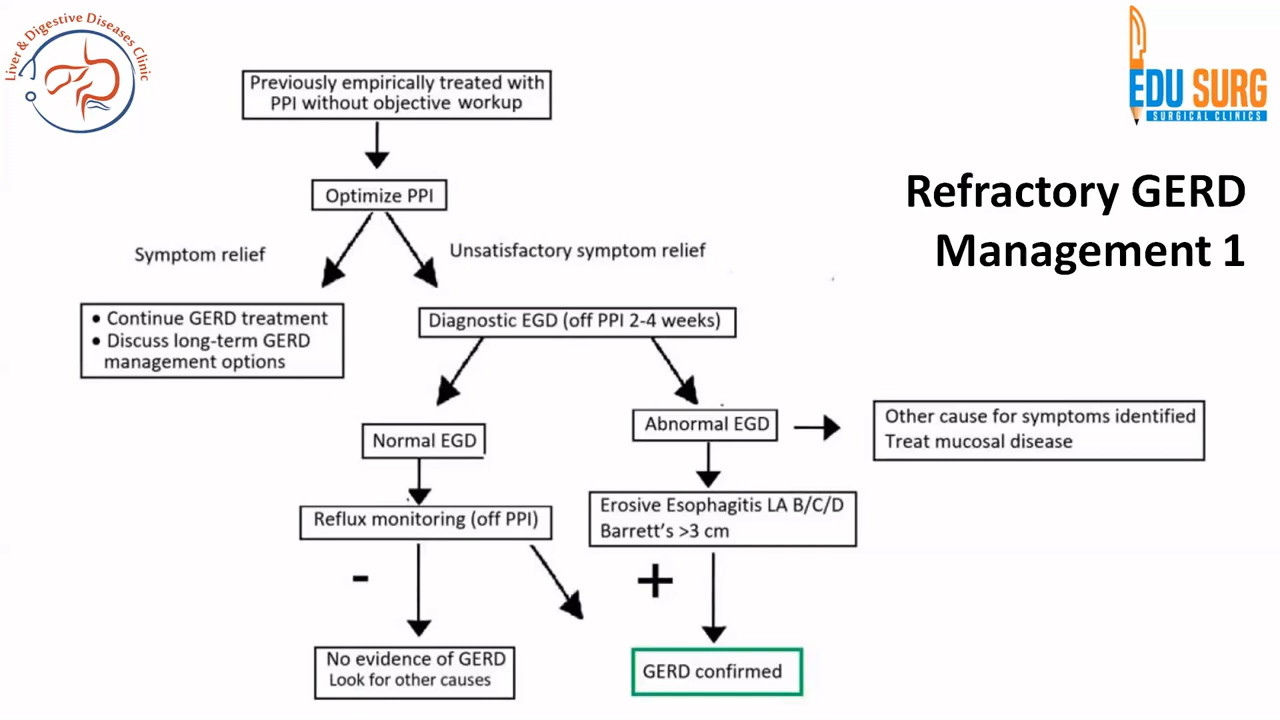 Liver & Digestive Diseases Clinic
EDU SURG
SURGICAL CLINICS
Refractory GERD
Management 1
Previously empirically treated with
PPI without objective workup
Optimize PPI
Symptom relief
Unsatisfactory symptom relief
• Continue GERD treatment
• Discuss long-term GERD
management options
Diagnostic EGD (off PPI 2-4 weeks)
Normal EGD
Abnormal EGD
Other cause for symptoms identified
Treat mucosal disease
Reflux monitoring (off PPI)
Erosive Esophagitis LA B/C/D
Barrett's >3 cm
-
+
No evidence of GERD
Look for other causes
GERD confirmed